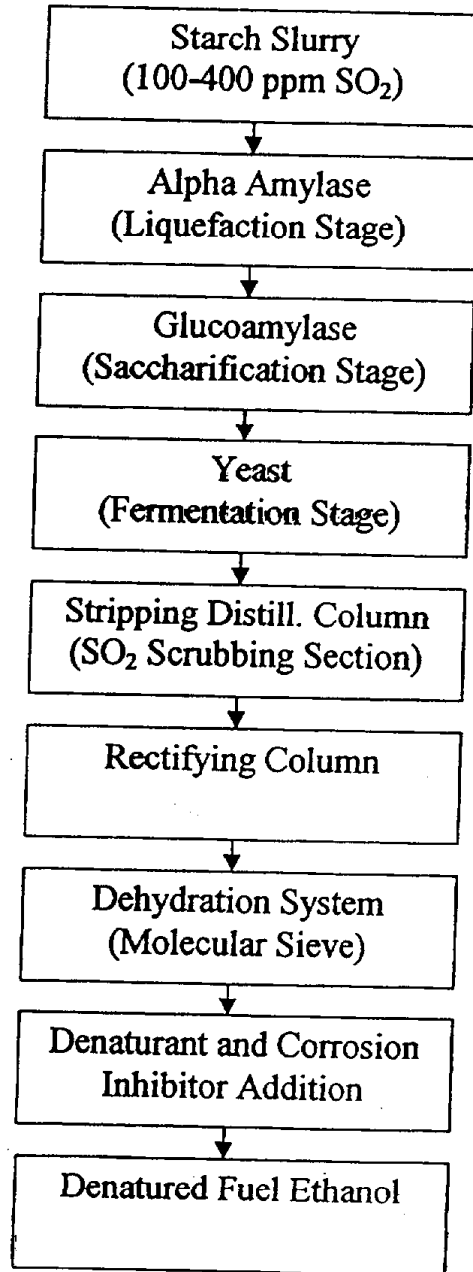 Starch Slurry
(100-400 ppm SO₂)
Alpha Amylase
(Liquefaction Stage)
Glucoamylase
(Saccharification Stage)
Yeast
(Fermentation Stage)
Stripping Distill. Column
(SO₂ Scrubbing Section)
Rectifying Column
Dehydration System
(Molecular Sieve)
Denaturant and Corrosion
Inhibitor Addition
Denatured Fuel Ethanol